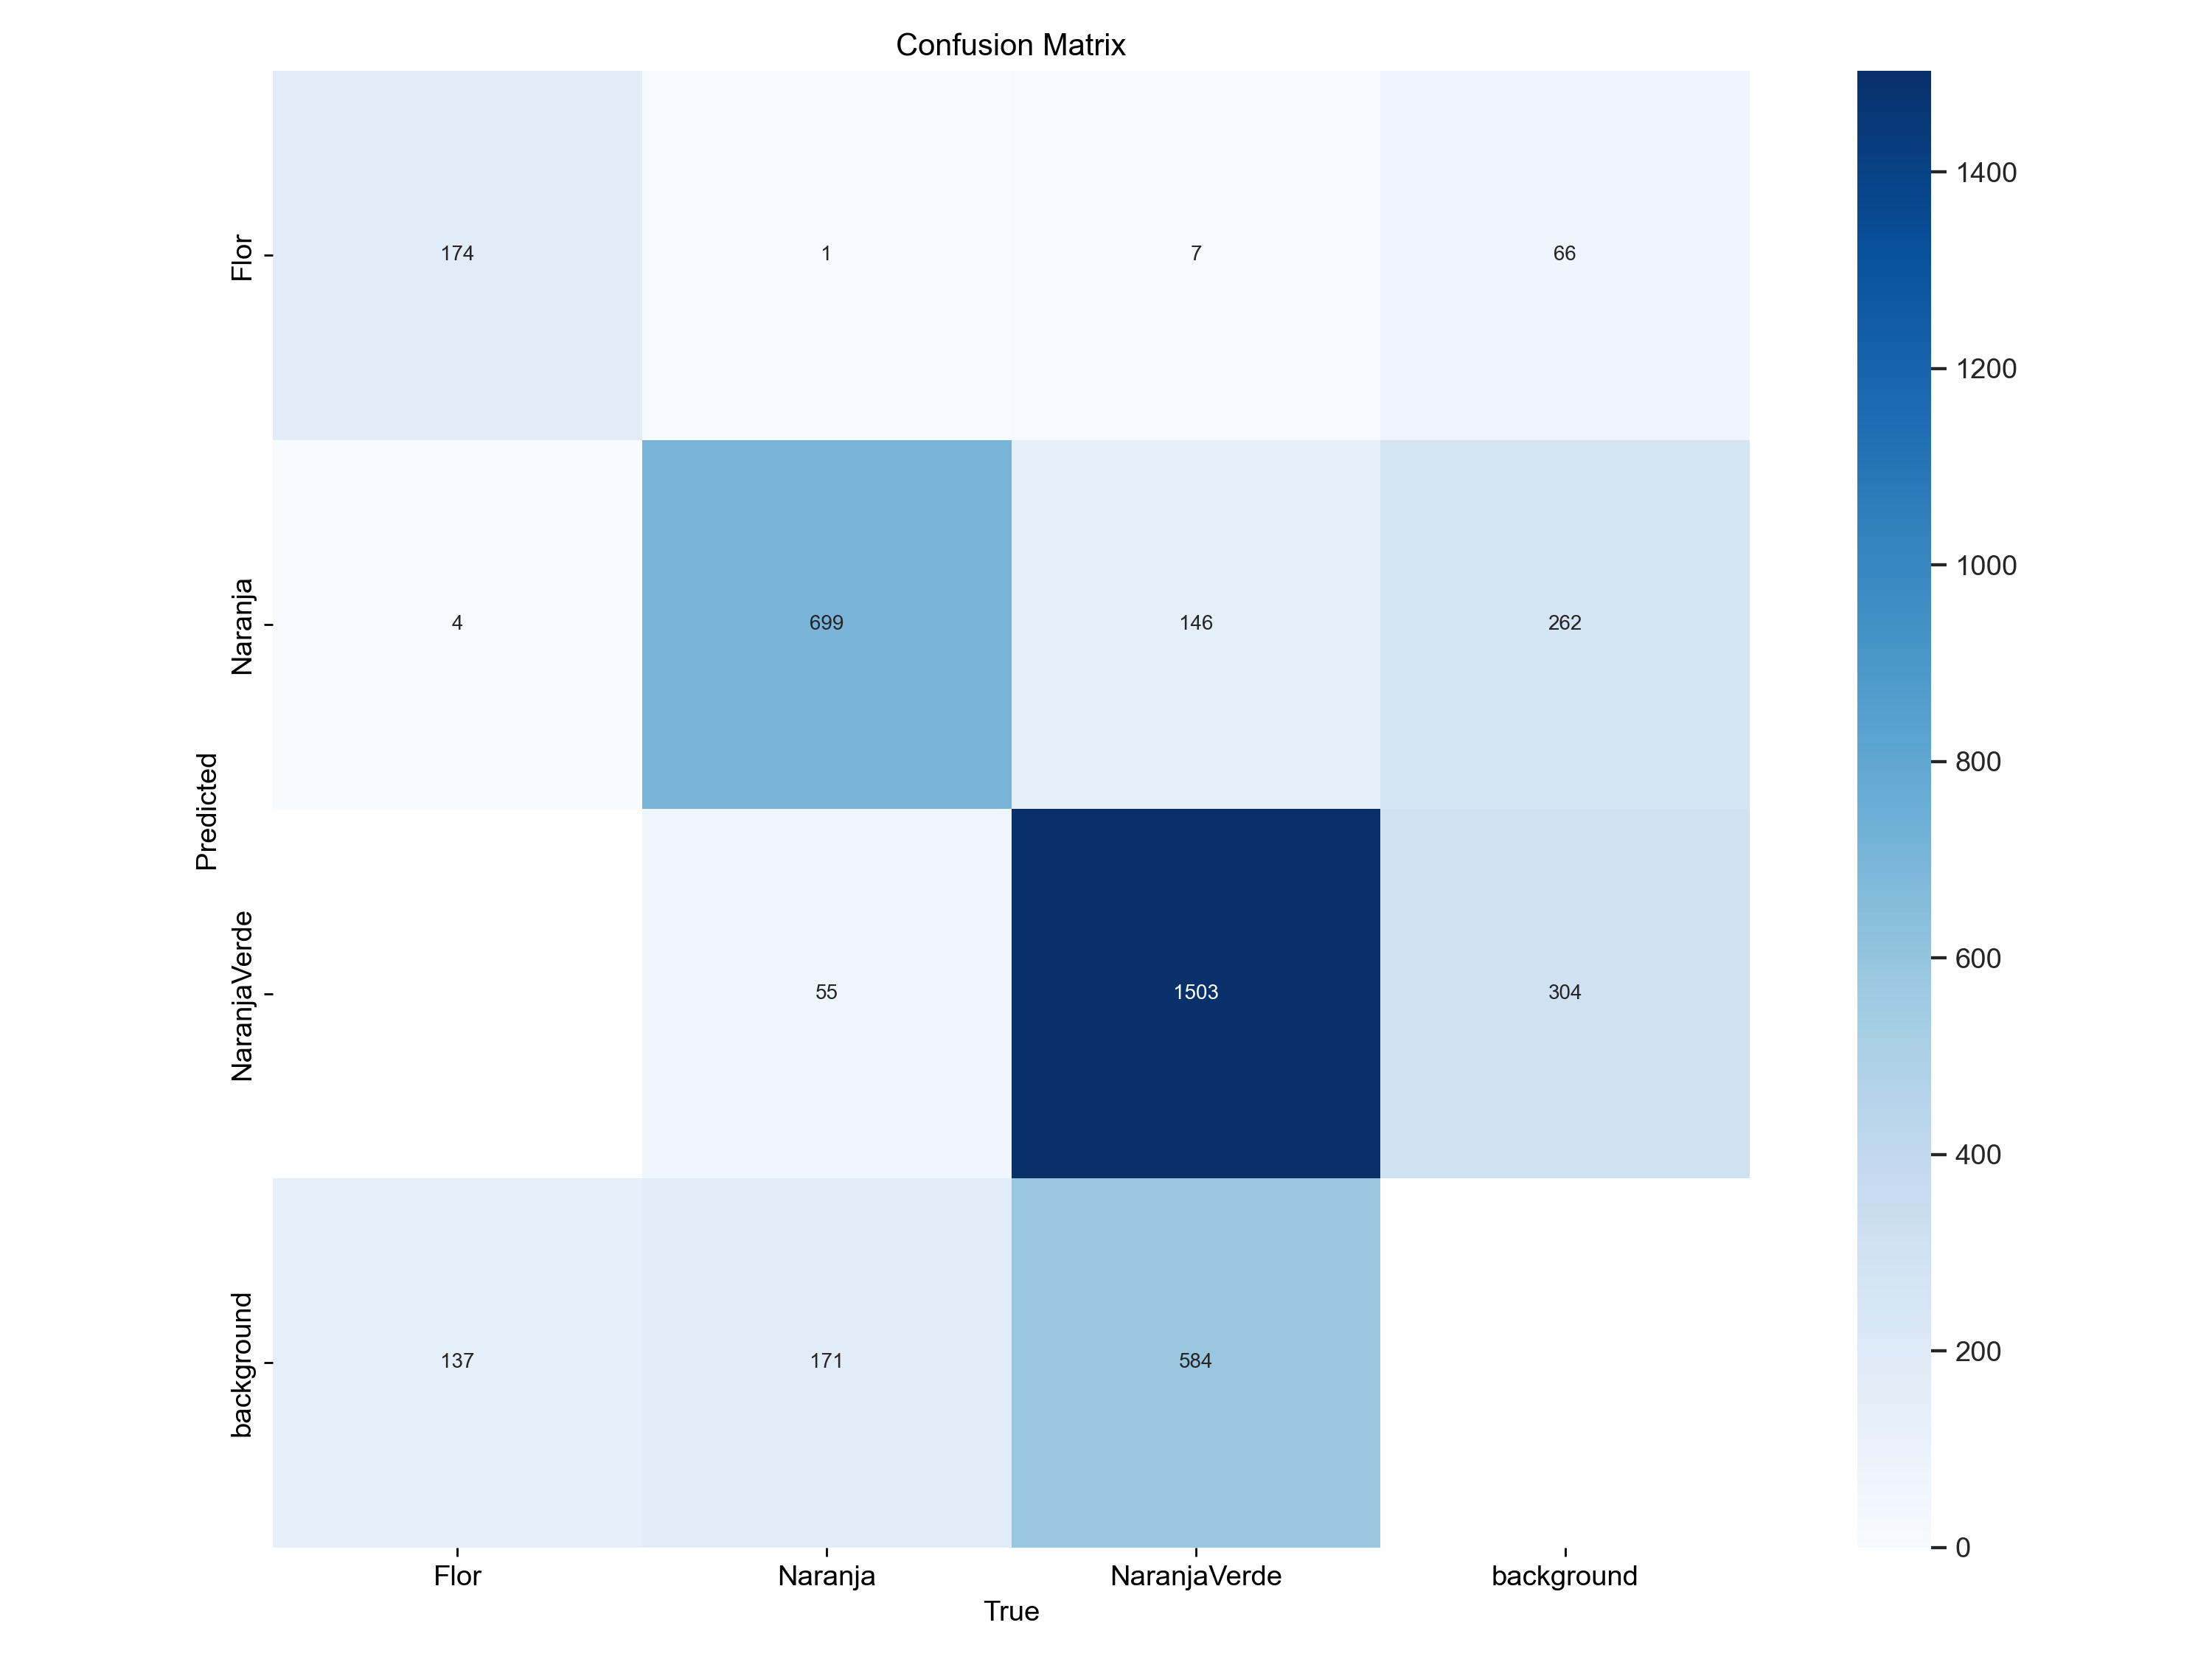 Confusion Matrix
Predicted
Flor
174
1
7
66
Naranja
4
699
146
262
NaranjaVerde
55
1503
304
background
137
171
584
Flor
Naranja
NaranjaVerde
background
True
1400
1200
1000
800
600
400
200
0